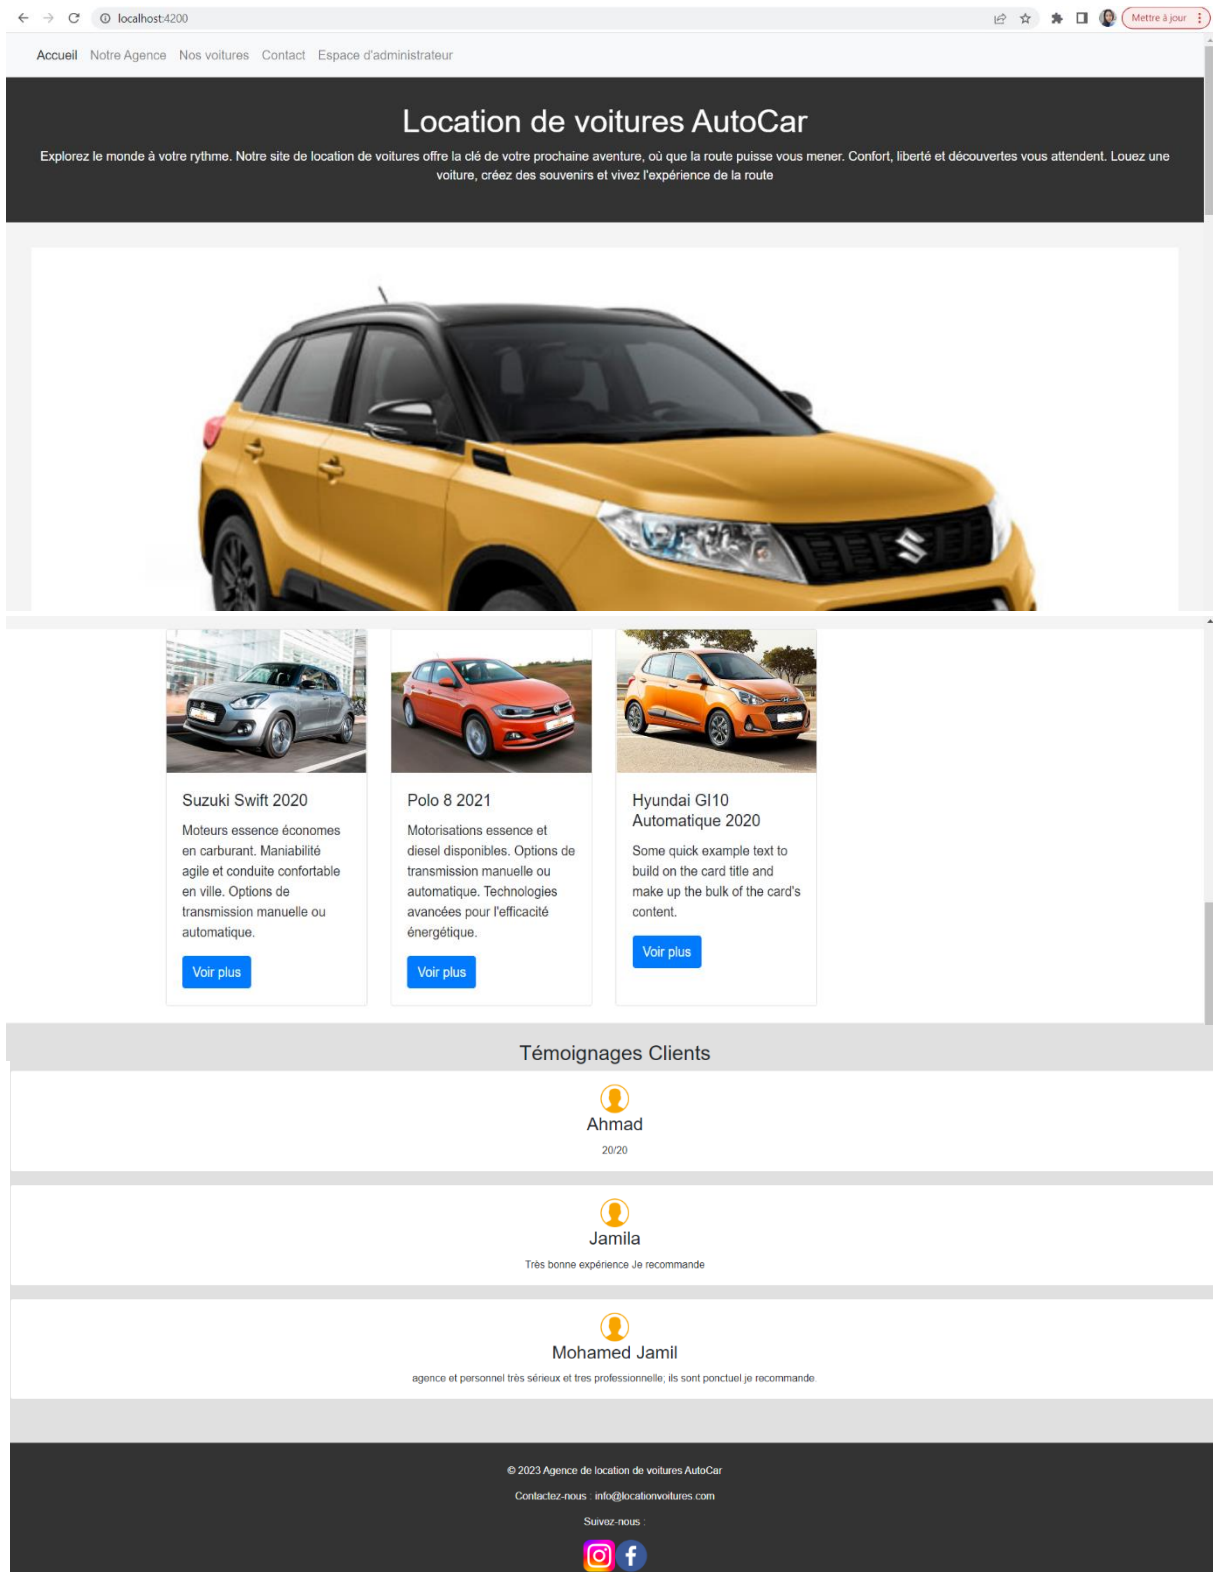 localhost:4200
Mettre à jour
Accueil Notre Agence Nos voitures Contact Espace d'administrateur
Location de voitures AutoCar
Explorez le monde à votre rythme. Notre site de location de voitures offre la clé de votre prochaine aventure, où que la route puisse vous mener. Confort, liberté et découvertes vous attendent. Louez une
voiture, créez des souvenirs et vivez l'expérience de la route
Suzuki Swift 2020
Moteurs essence économes
en carburant. Maniabilité
agile et conduite confortable
en ville. Options de
transmission manuelle ou
automatique.
Voir plus
Polo 8 2021
Motorisations essence et
diesel disponibles. Options de
transmission manuelle ou
automatique. Technologies
avancées pour l'efficacité
énergétique.
Voir plus
Hyundai GI10
Automatique 2020
Some quick example text to
build on the card title and
make up the bulk of the card's
content.
Voir plus
Témoignages Clients
Ahmad
20/20
Jamila
Très bonne expérience Je recommande
Mohamed Jamil
agence et personnel très sérieux et tres professionnelle; ils sont ponctuel je recommande.
© 2023 Agence de location de voitures AutoCar
Contactez-nous : info@locationvoitures.com
Suivez-nous :